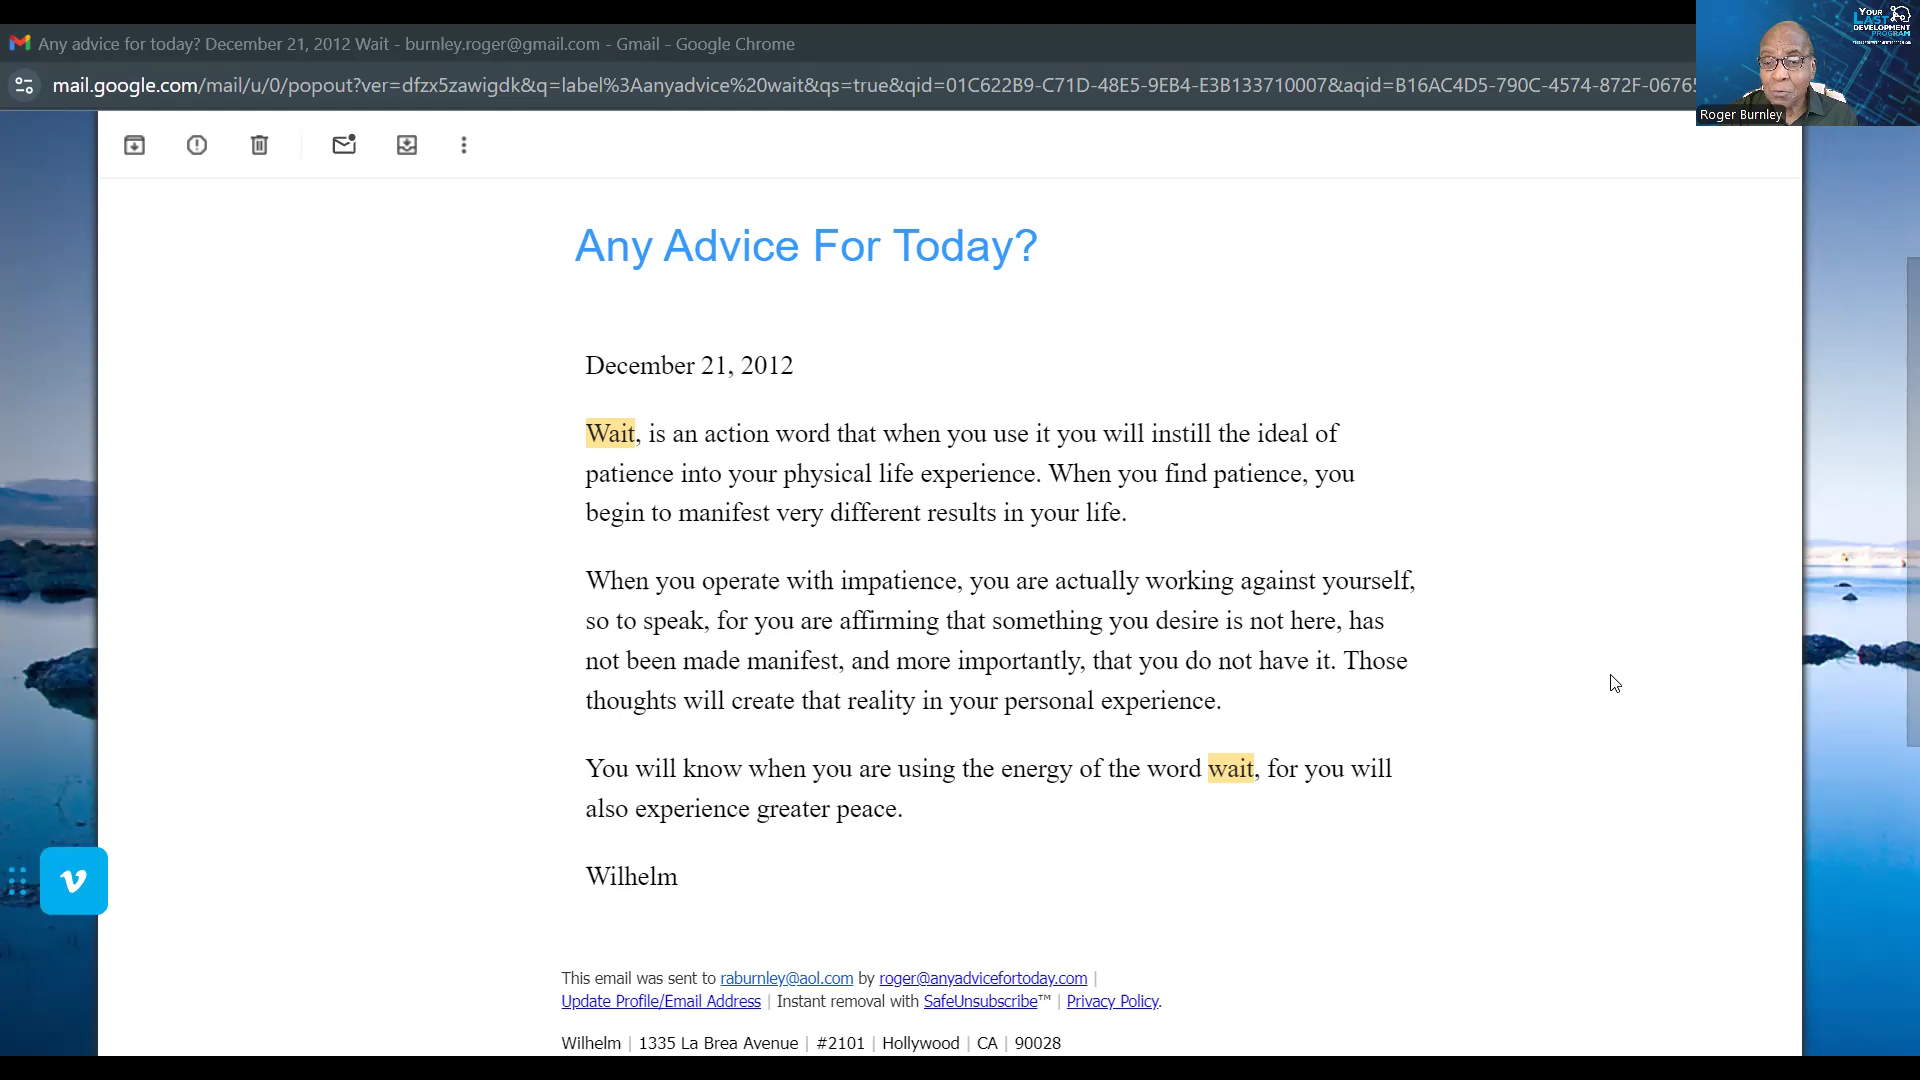 Any advice for today? December 21, 2012 Wait - burnley.roger@gmail.com - Gmail - Google Chrome
mail.google.com/mail/u/0/popout?ver=dfzx5zawigdk&q=label%3Aanyadvice%20wait&qs=true&qid=01C622B9-C71D-48E5-9EB4-E3B133710007&aqid=B16AC4D5-790C-4574-872F-0676
YOUR
LAST
DEVELOPMENT
PROGRAM
Roger Burnley
Any Advice For Today?
December 21, 2012
Wait, is an action word that when you use it you will instill the ideal of
patience into your physical life experience. When you find patience, you
begin to manifest very different results in your life.
When you operate with impatience, you are actually working against yourself,
so to speak, for you are affirming that something you desire is not here, has
not been made manifest, and more importantly, that you do not have it. Those
thoughts will create that reality in your personal experience.
You will know when you are using the energy of the word wait, for you will
also experience greater peace.
Wilhelm
This email was sent to raburnley@aol.com by roger@anyadvicefortoday.com |
Update Profile/Email Address | Instant removal with SafeUnsubscribe™ | Privacy Policy.
Wilhelm | 1335 La Brea Avenue | #2101 | Hollywood | CA | 90028